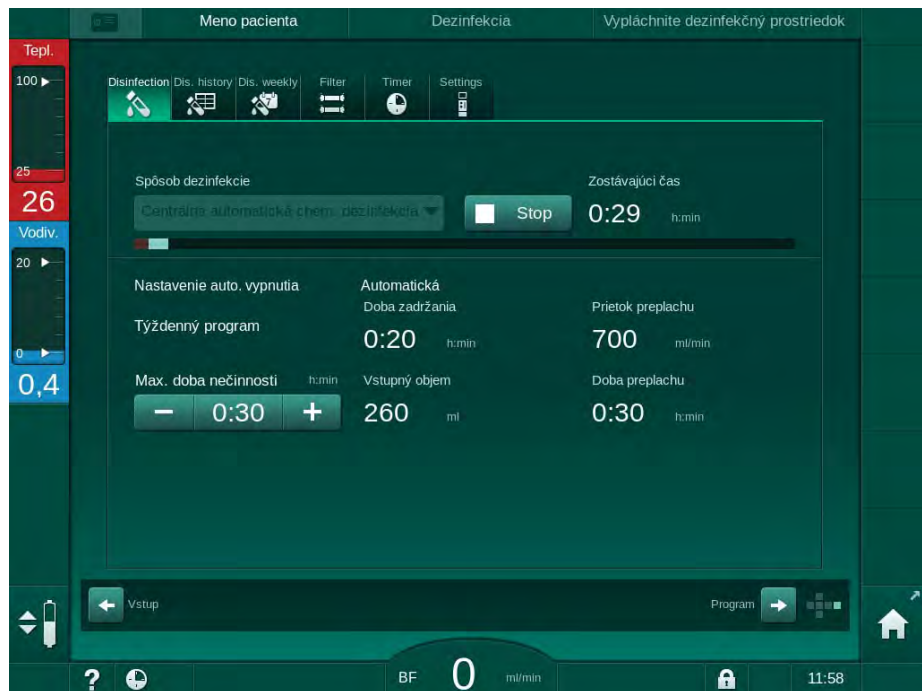 Meno pacienta Dezinfekcia Vypláchnite dezinfekčný prostriedok
Tepl.
100
25
26
Vodiv.
20
0
0,4
Disinfection Dis. history Dis. weekly Filter Timer Settings
7
Spôsob dezinfekcie Zostávajúci čas
Centrálna automatická chem. dezinfekcia Stop 0:29 h:min
Nastavenie auto. vypnutia Automatická
Doba zadržania Prietok preplachu
Týždenný program
0:20 h:min 700 ml/min
Max. doba nečinnosti h:min Vstupný objem Doba preplachu
0:30 260 ml 0:30 h:min
Vstup Program
? BF 0 ml/min 11:58